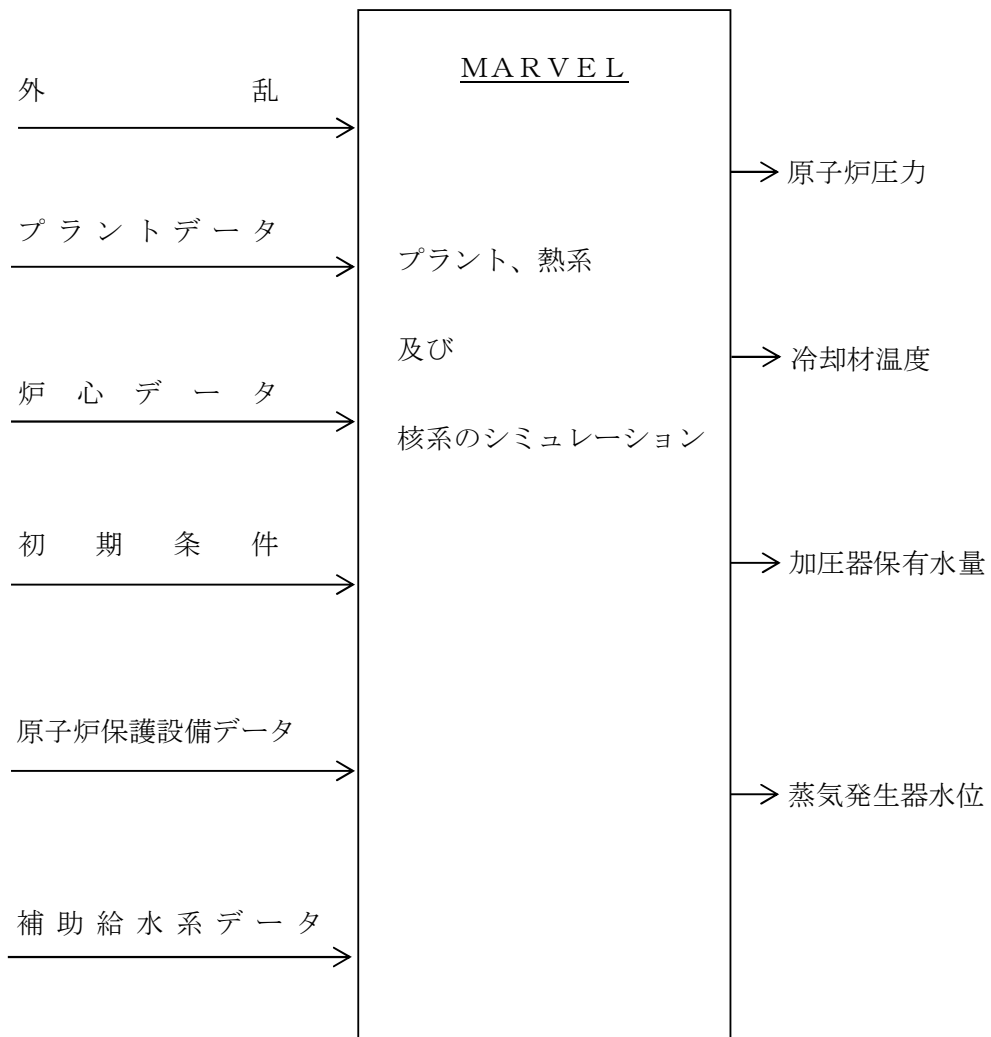 外乱
プラントデータ
炉心データ
初期条件
原子炉保護設備データ
補助給水系データ
ＭＡＲＶＥＬ
プラント、熱系
及び
核系のシミュレーション
原子炉圧力
冷却材温度
加圧器保有水量
蒸気発生器水位